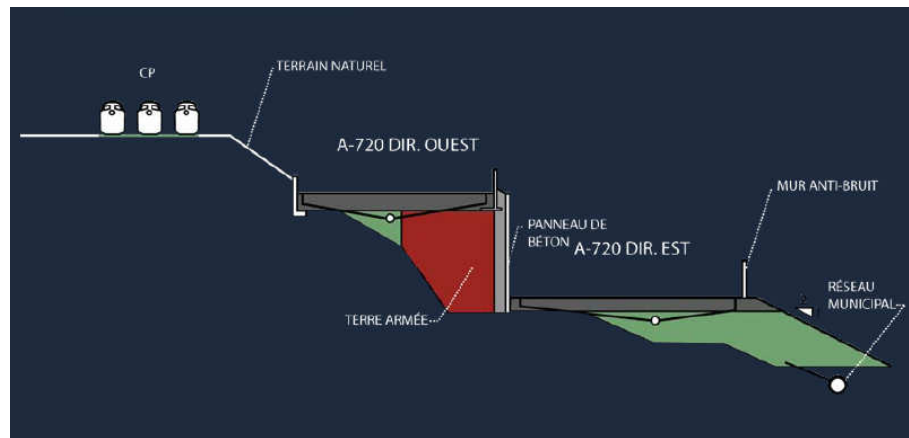 CP
TERRAIN NATUREL
A-720 DIR. OUEST
MUR ANTI-BRUIT
PANNEAU DE
BÉTON
A-720 DIR. EST
RÉSEAU
MUNICIPAL
TERRE ARMÉE